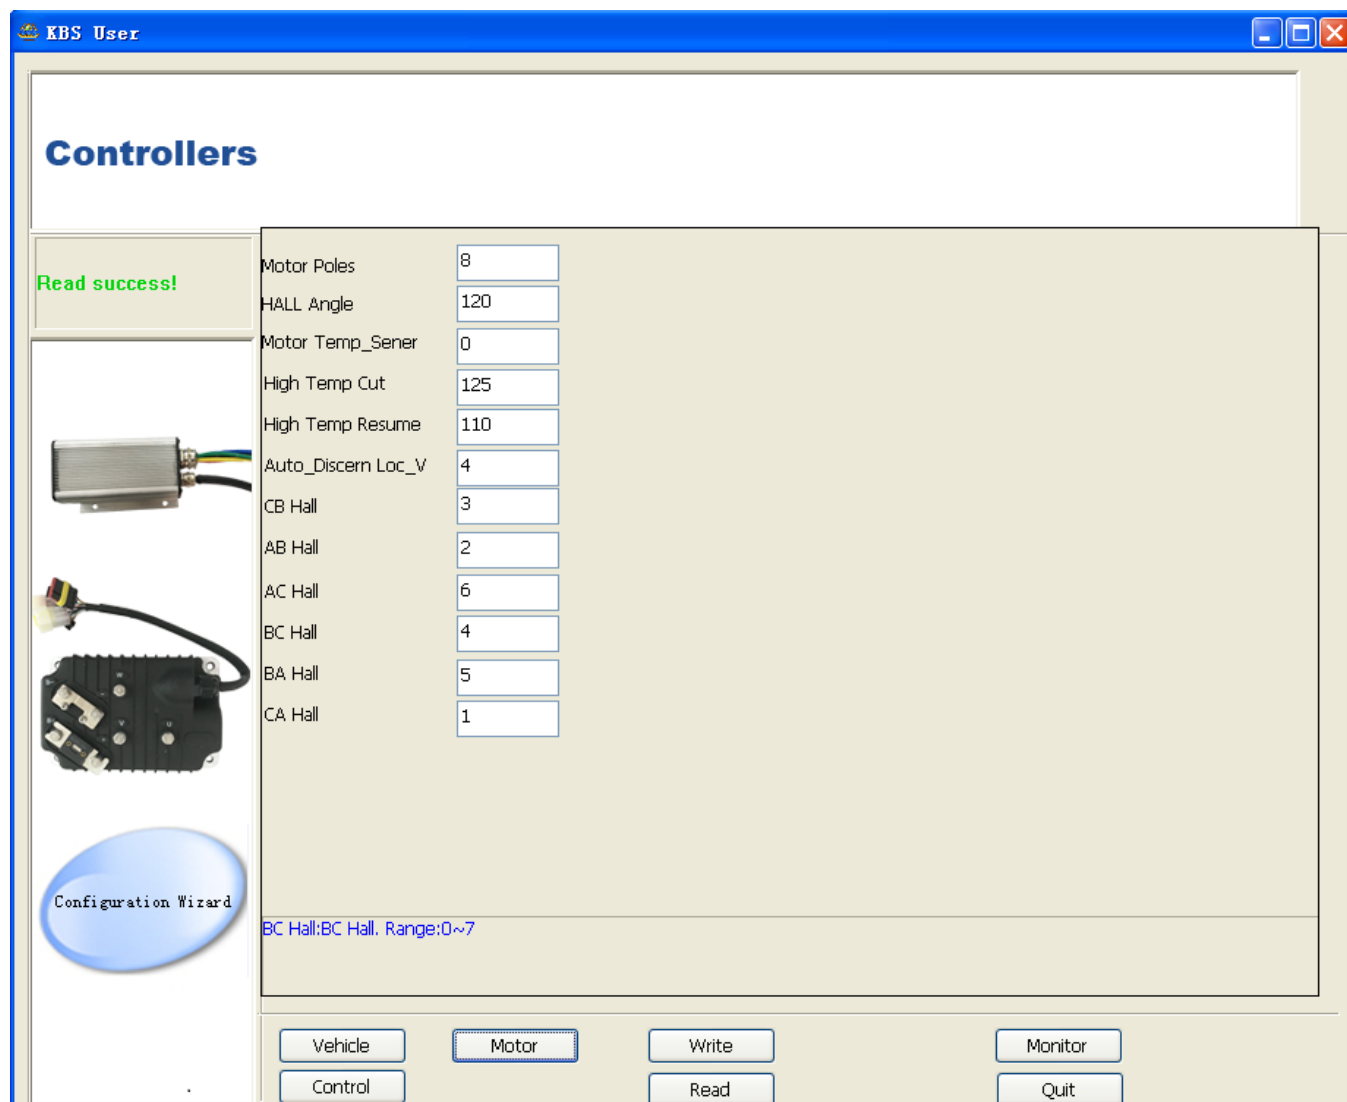 KBS User
Controllers
Read success!
Motor Poles 8
HALL Angle 120
Motor Temp_Sener 0
High Temp Cut 125
High Temp Resume 110
Auto_Discern Loc_V 4
CB Hall 3
AB Hall 2
AC Hall 6
BC Hall 4
BA Hall 5
CA Hall 1
Configuration Wizard
BC Hall:BC Hall. Range:0~7
Vehicle Motor Write Monitor
Control Read Quit